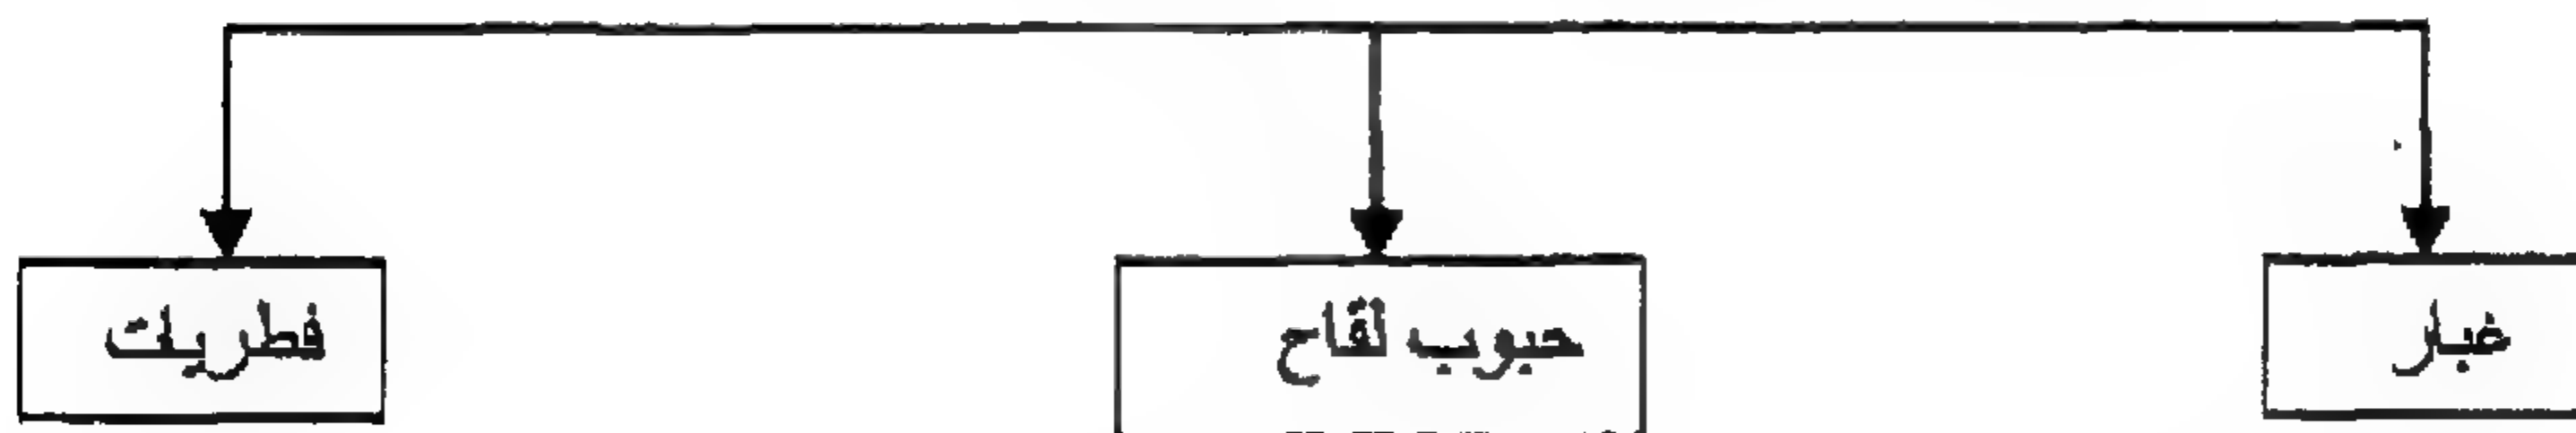 غبار
حبوب لقاح
فطريات